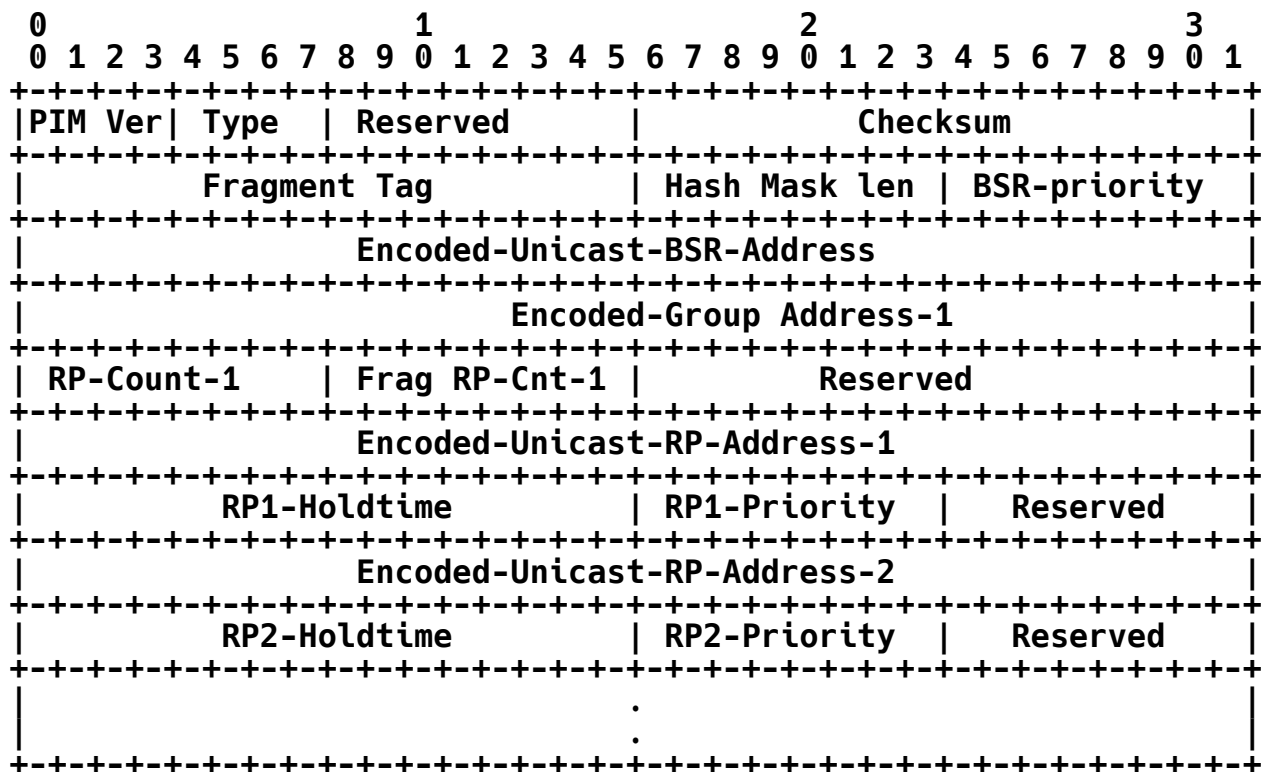 0                   1                   2                   3
 0 1 2 3 4 5 6 7 8 9 0 1 2 3 4 5 6 7 8 9 0 1 2 3 4 5 6 7 8 9 0 1
+-+-+-+-+-+-+-+-+-+-+-+-+-+-+-+-+-+-+-+-+-+-+-+-+-+-+-+-+-+-+-+-+
|PIM Ver| Type  | Reserved      |           Checksum            |
+-+-+-+-+-+-+-+-+-+-+-+-+-+-+-+-+-+-+-+-+-+-+-+-+-+-+-+-+-+-+-+-+
|         Fragment Tag          | Hash Mask len | BSR-priority  |
+-+-+-+-+-+-+-+-+-+-+-+-+-+-+-+-+-+-+-+-+-+-+-+-+-+-+-+-+-+-+-+-+
|                 Encoded-Unicast-BSR-Address                   |
+-+-+-+-+-+-+-+-+-+-+-+-+-+-+-+-+-+-+-+-+-+-+-+-+-+-+-+-+-+-+-+-+
|                         Encoded-Group Address-1               |
+-+-+-+-+-+-+-+-+-+-+-+-+-+-+-+-+-+-+-+-+-+-+-+-+-+-+-+-+-+-+-+-+
| RP-Count-1    | Frag RP-Cnt-1 |         Reserved              |
+-+-+-+-+-+-+-+-+-+-+-+-+-+-+-+-+-+-+-+-+-+-+-+-+-+-+-+-+-+-+-+-+
|                 Encoded-Unicast-RP-Address-1                  |
+-+-+-+-+-+-+-+-+-+-+-+-+-+-+-+-+-+-+-+-+-+-+-+-+-+-+-+-+-+-+-+-+
|          RP1-Holdtime         | RP1-Priority  |   Reserved    |
+-+-+-+-+-+-+-+-+-+-+-+-+-+-+-+-+-+-+-+-+-+-+-+-+-+-+-+-+-+-+-+-+
|                 Encoded-Unicast-RP-Address-2                  |
+-+-+-+-+-+-+-+-+-+-+-+-+-+-+-+-+-+-+-+-+-+-+-+-+-+-+-+-+-+-+-+-+
|          RP2-Holdtime         | RP2-Priority  |   Reserved    |
+-+-+-+-+-+-+-+-+-+-+-+-+-+-+-+-+-+-+-+-+-+-+-+-+-+-+-+-+-+-+-+-+
|                               .                               |
|                               .                               |
+-+-+-+-+-+-+-+-+-+-+-+-+-+-+-+-+-+-+-+-+-+-+-+-+-+-+-+-+-+-+-+-+